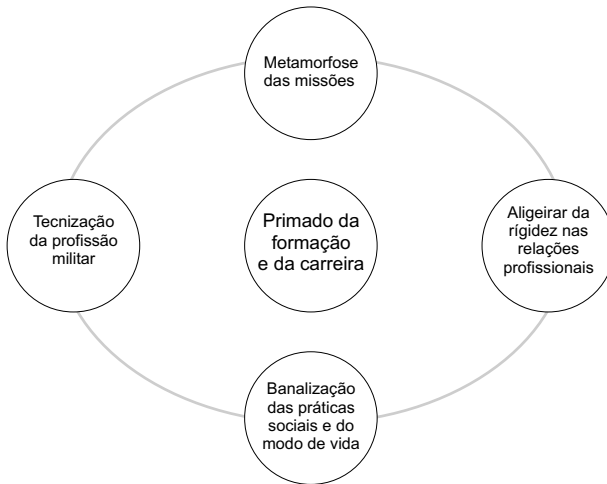 Metamorfose
das missões
Tecnização
da profissão
militar
Primado da
formação
e da carreira
Aligeirar da
rígidez nas
relações
profissionais
Banalização
das práticas
sociais e do
modo de vida